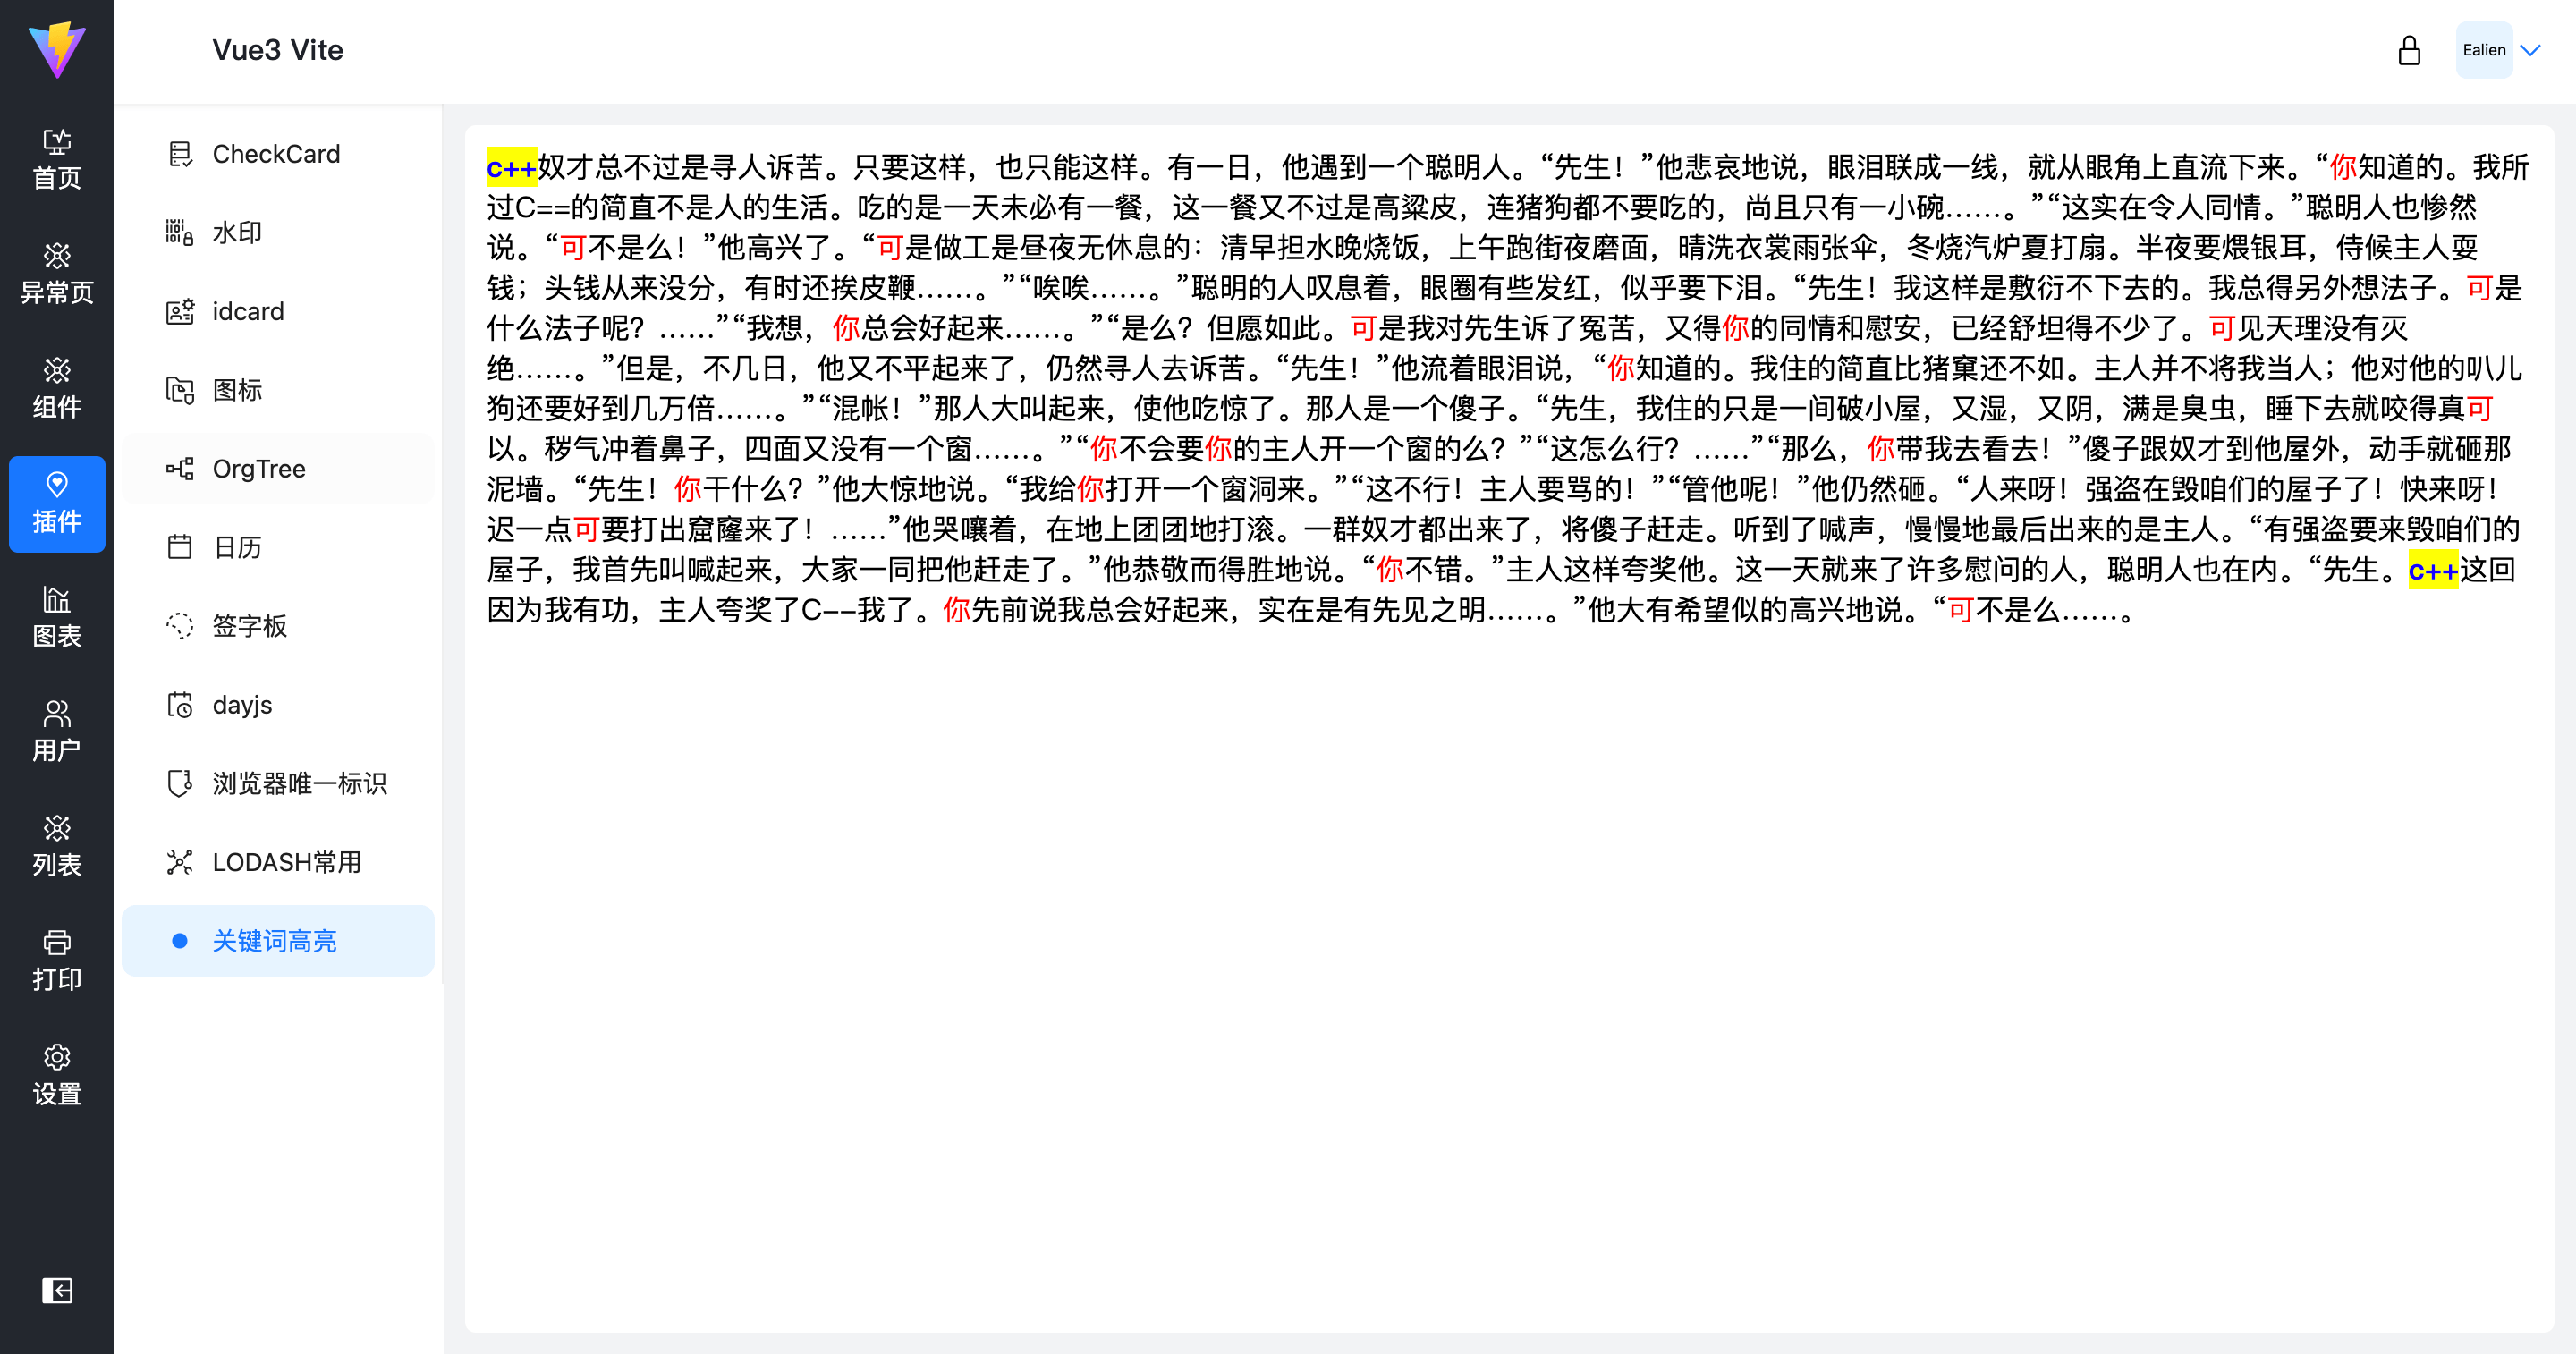 Vue3 Vite
Ealien
首页
异常页
组件
插件
图表
用户
列表
打印
设置
CheckCard
水印
idcard
图标
OrgTree
日历
签字板
dayjs
浏览器唯一标识
LODASH常用
关键词高亮
c++奴才总不过是寻人诉苦。只要这样，也只能这样。有一日，他遇到一个聪明人。“先生！”他悲哀地说，眼泪联成一线，就从眼角上直流下来。“你知道的。我所
过C==的简直不是人的生活。吃的是一天未必有一餐，这一餐又不过是高粱皮，连猪狗都不要吃的，尚且只有一小碗……。”“这实在令人同情。”聪明人也惨然
说。“可不是么！”他高兴了。“可是做工是昼夜无休息的：清早担水晚烧饭，上午跑街夜磨面，晴洗衣裳雨张伞，冬烧汽炉夏打扇。半夜要煨银耳，侍候主人耍
钱；头钱从来没分，有时还挨皮鞭……。”“唉唉……。”聪明的人叹息着，眼圈有些发红，似乎要下泪。“先生！我这样是敷衍不下去的。我总得另外想法子。可是
什么法子呢？……”“我想，你总会好起来……。”“是么？但愿如此。可是我对先生诉了冤苦，又得你的同情和慰安，已经舒坦得不少了。可见天理没有灭
绝……。”但是，不几日，他又不平起来了，仍然寻人去诉苦。“先生！”他流着眼泪说，“你知道的。我住的简直比猪窠还不如。主人并不将我当人；他对他的叭儿
狗还要好到几万倍……。”“混帐！”那人大叫起来，使他吃惊了。那人是一个傻子。“先生，我住的只是一间破小屋，又湿，又阴，满是臭虫，睡下去就咬得真可
以。秽气冲着鼻子，四面又没有一个窗……。”“你不会要你的主人开一个窗的么？”“这怎么行？……”“那么，你带我去看去！”傻子跟奴才到他屋外，动手就砸那
泥墙。“先生！你干什么？”他大惊地说。“我给你打开一个窗洞来。”“这不行！主人要骂的！”“管他呢！”他仍然砸。“人来呀！强盗在毁咱们的屋子了！快来呀！
迟一点可要打出窟窿来了！……”他哭嚷着，在地上团团地打滚。一群奴才都出来了，将傻子赶走。听到了喊声，慢慢地最后出来的是主人。“有强盗要来毁咱们的
屋子，我首先叫喊起来，大家一同把他赶走了。”他恭敬而得胜地说。“你不错。”主人这样夸奖他。这一天就来了许多慰问的人，聪明人也在内。“先生。c++这回
因为我有功，主人夸奖了C--我了。你先前说我总会好起来，实在是有先见之明……。”他大有希望似的高兴地说。“可不是么……。